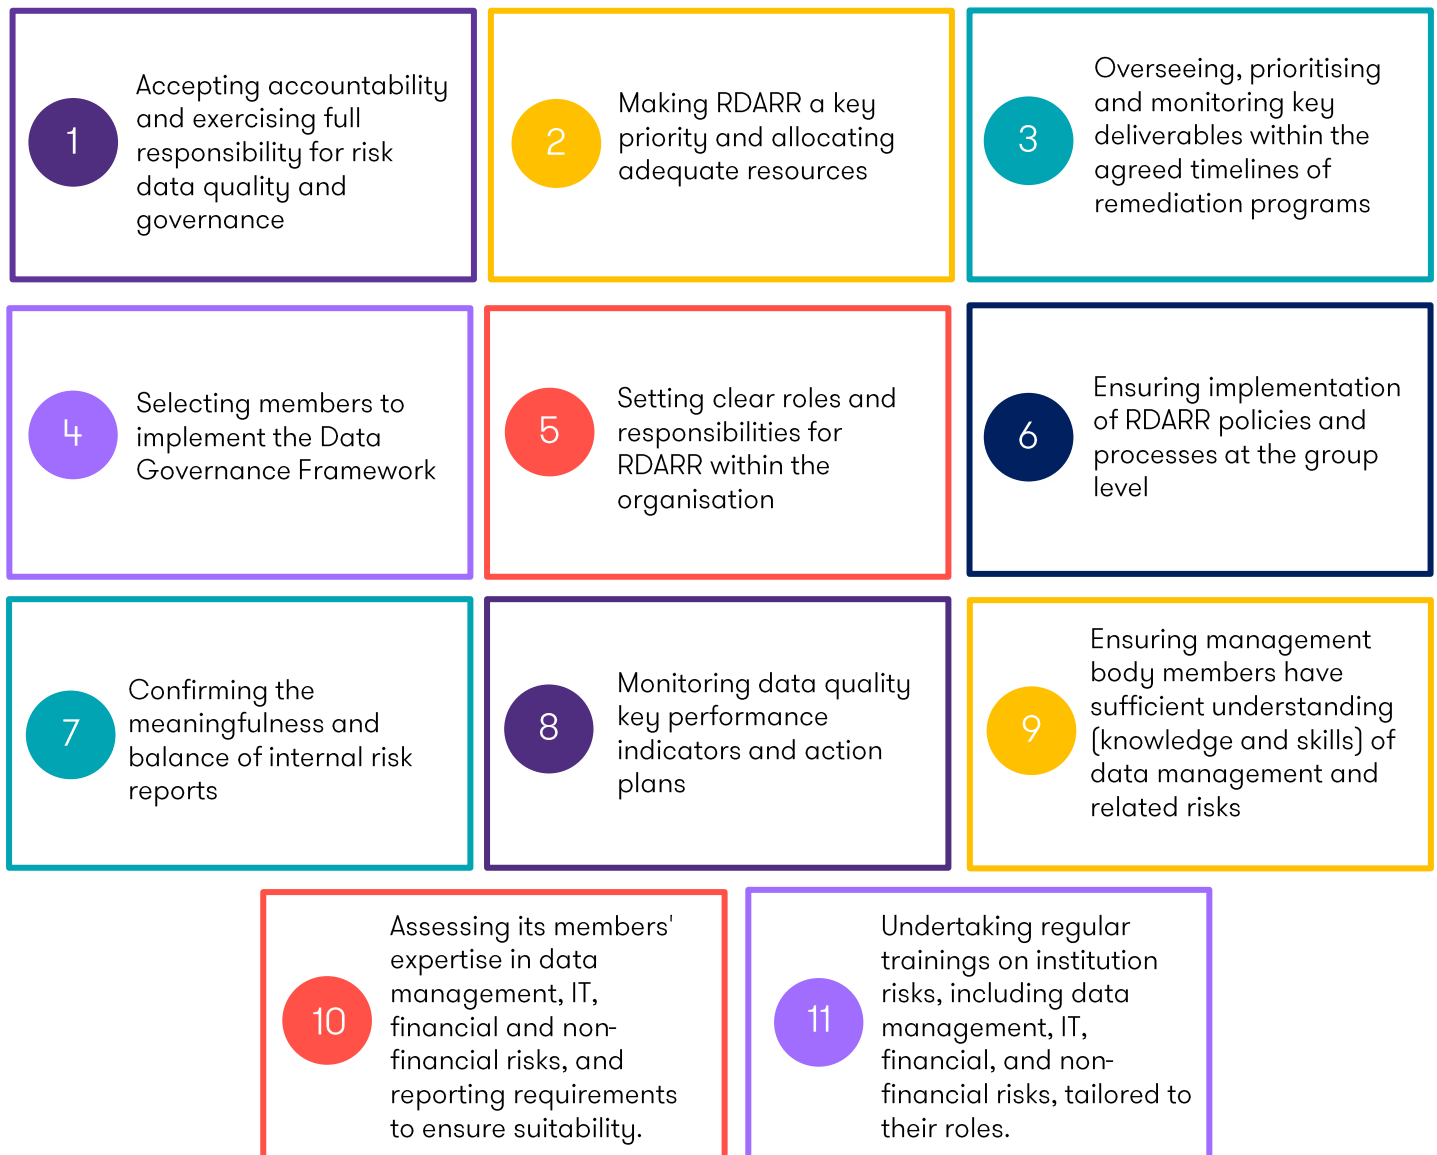 1
Accepting accountability
and exercising full
responsibility for risk
data quality and
governance
2
Making RDARR a key
priority and allocating
adequate resources
3
Overseeing, prioritising
and monitoring key
deliverables within the
agreed timelines of
remediation programs
4
Selecting members to
implement the Data
Governance Framework
5
Setting clear roles and
responsibilities for
RDARR within the
organisation
6
Ensuring implementation
of RDARR policies and
processes at the group
level
7
Confirming the
meaningfulness and
balance of internal risk
reports
8
Monitoring data quality
key performance
indicators and action
plans
9
Ensuring management
body members have
sufficient understanding
(knowledge and skills) of
data management and
related risks
10
Assessing its members'
expertise in data
management, IT,
financial and non-
financial risks, and
reporting requirements
to ensure suitability.
11
Undertaking regular
trainings on institution
risks, including data
management, IT,
financial, and non-
financial risks, tailored to
their roles.